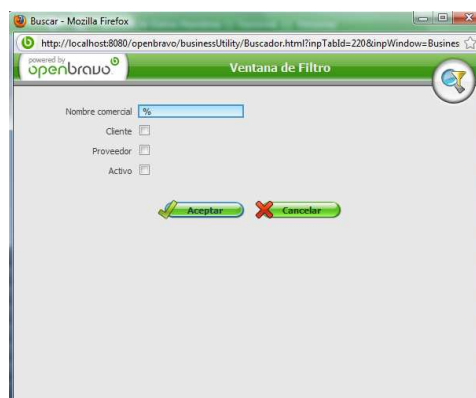 Buscar - Mozilla Firefox
http://localhost:8080/openbravo/businessUtility/Buscador.html?inpTabId=220&inpWindow=Busines
powered by
openbravo
Ventana de Filtro
Nombre comercial %
Cliente
Proveedor
Activo
Aceptar Cancelar